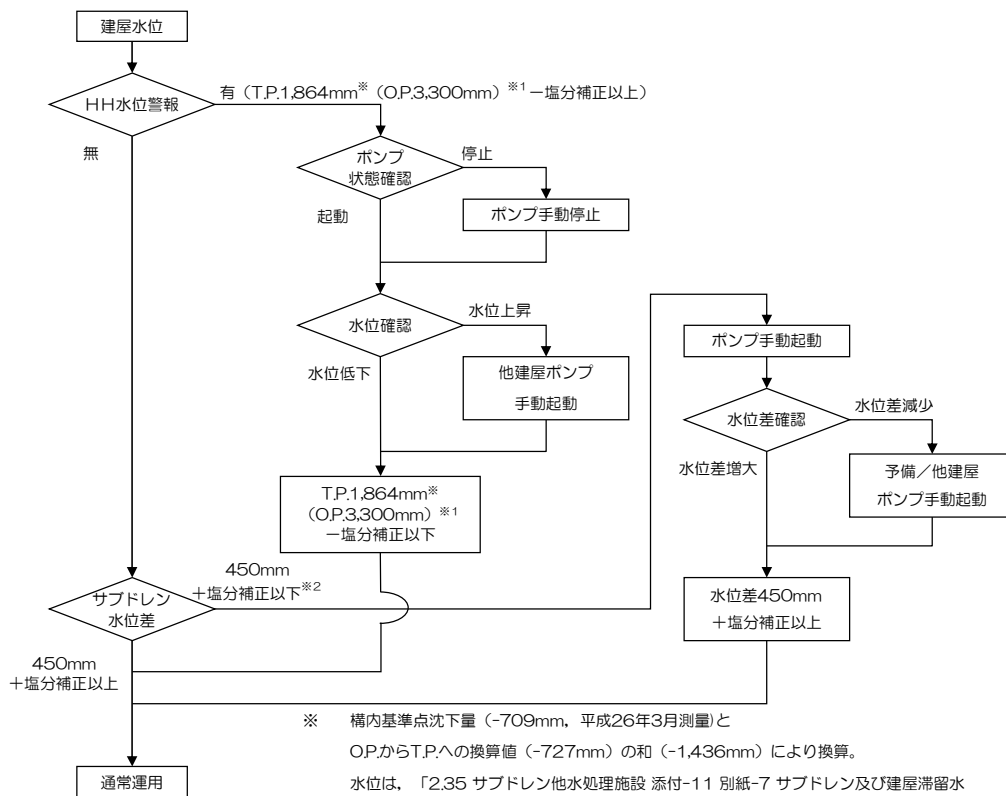 建屋水位
HH水位警報
有（T.P.1,864mm※（O.P.3,300mm）※1－塩分補正以上）
無
ポンプ
状態確認
停止
ポンプ手動停止
起動
水位確認
水位上昇
水位低下
他建屋ポンプ
手動起動
T.P.1,864mm※
（O.P.3,300mm）※1
－塩分補正以下
サブドレン
水位差
450mm
＋塩分補正以下※2
450mm
＋塩分補正以上
ポンプ手動起動
水位差確認
水位差減少
水位差増大
予備／他建屋
ポンプ手動起動
水位差450mm
＋塩分補正以上
通常運用
※　構内基準点沈下量（-709mm，平成26年3月測量)と
O.P.からT.P.への換算値（-727mm）の和（-1,436mm）により換算。
水位は，「2.35 サブドレン他水処理施設 添付-11 別紙-7 サブドレン及び建屋滞留水